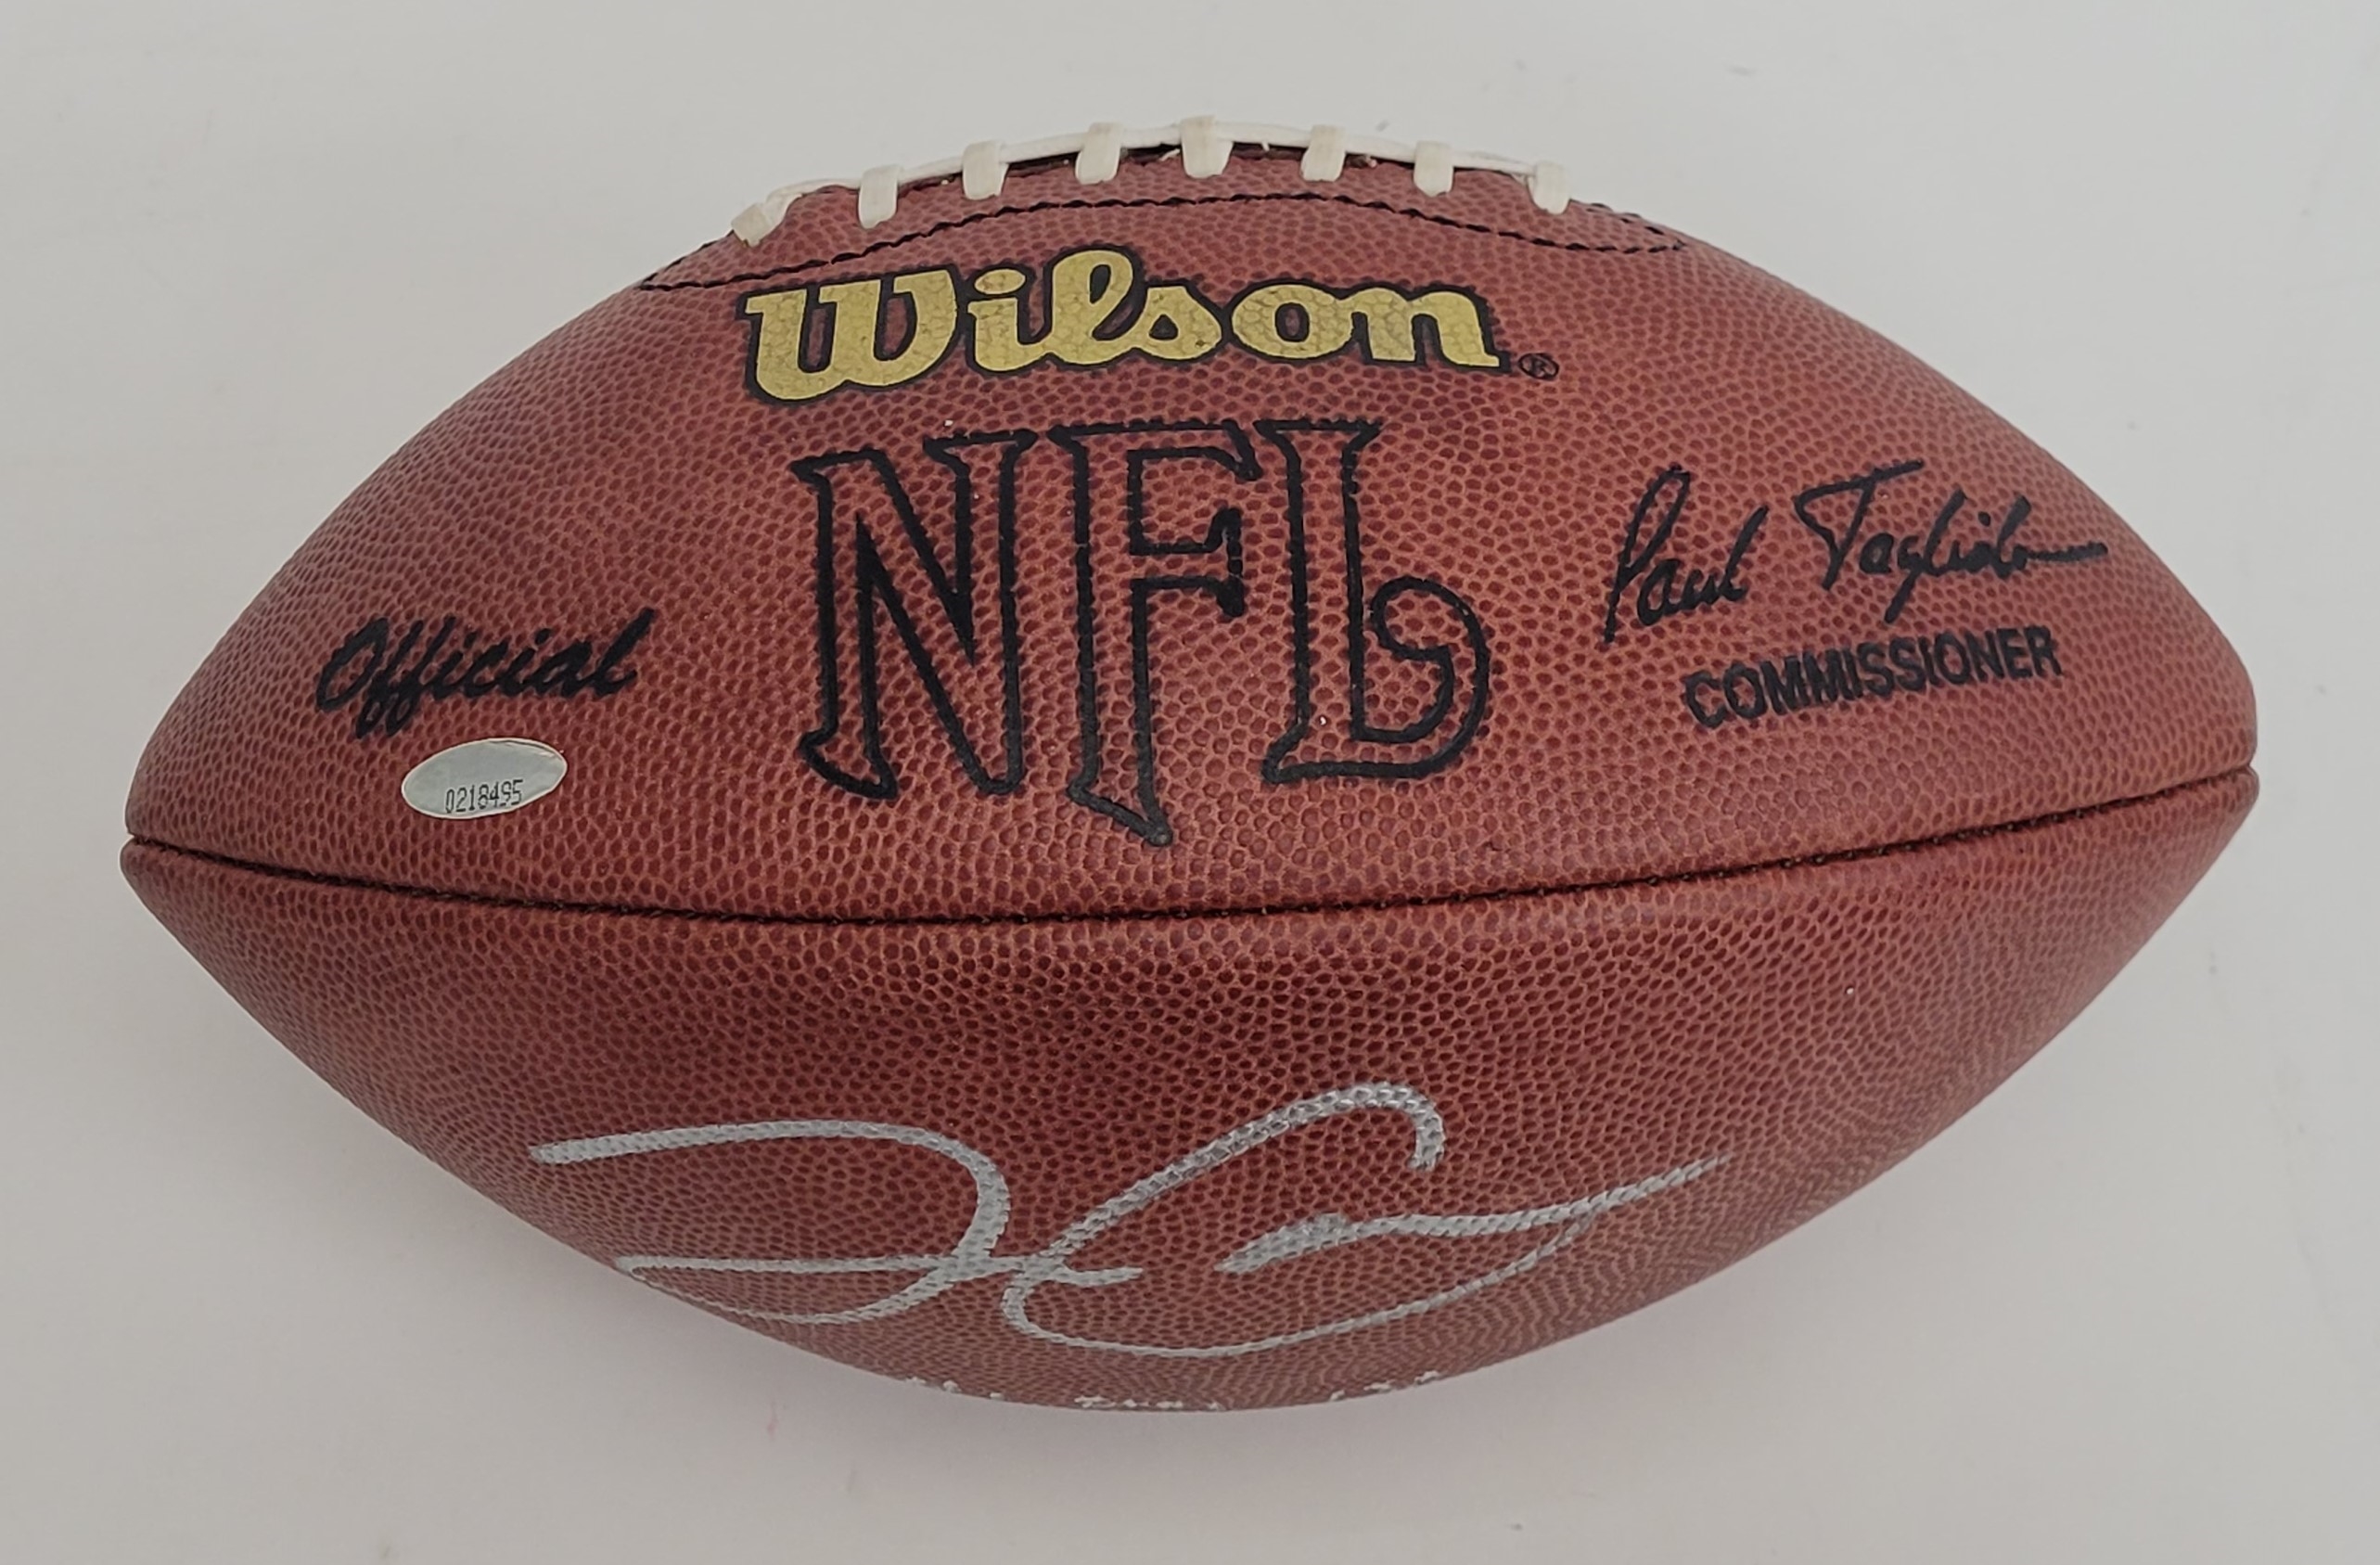 Wilson®
NFL
Paul Tagliabue
COMMISSIONER
Official
0218495